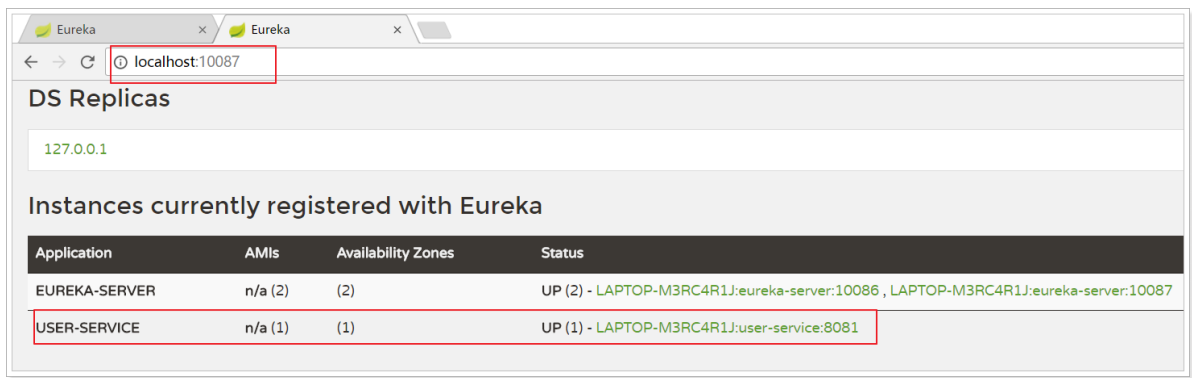 Eureka Eureka
localhost:10087
DS Replicas
127.0.0.1
Instances currently registered with Eureka
Application AMIs Availability Zones Status
EUREKA-SERVER n/a (2) (2) UP (2) - LAPTOP-M3RC4R1J:eureka-server:10086 , LAPTOP-M3RC4R1J:eureka-server:10087
USER-SERVICE n/a (1) (1) UP (1) - LAPTOP-M3RC4R1J:user-service:8081